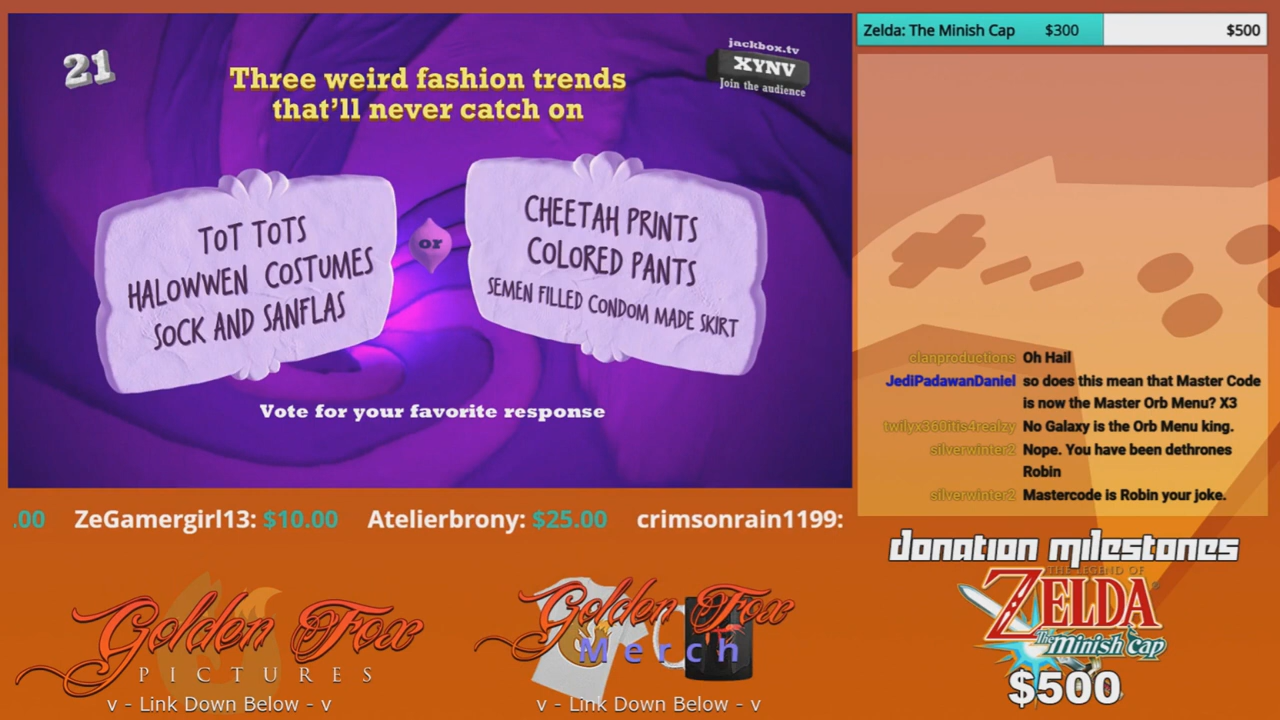 21
Three weird fashion trends
that'll never catch on
jackbox.tv
XYNV
Join the audience
TOT TOTS
HALOWWEN COSTUMES
SOCK AND SANFLAS
or
CHEETAH PRINTS
COLORED PANTS
SEMEN FILLED CONDOM MADE SKIRT
Vote for your favorite response
Zelda: The Minish Cap $300 $500
clanproductions Oh Hail
JediPadawanDaniel so does this mean that Master Code
is now the Master Orb Menu? X3
twilyx360itis4realzy No Galaxy is the Orb Menu king.
silverwinter2 Nope. You have been dethrones
Robin
silverwinter2 Mastercode is Robin your joke.
.00 ZeGamergirl13: $10.00 Atelierbrony: $25.00 crimsonrain1199:
Golden Fox
PICTURES
v - Link Down Below - v
Golden Fox
Merch
v - Link Down Below - v
Donation Milestones
THE LEGEND OF
ZELDA
The Minish Cap
$500